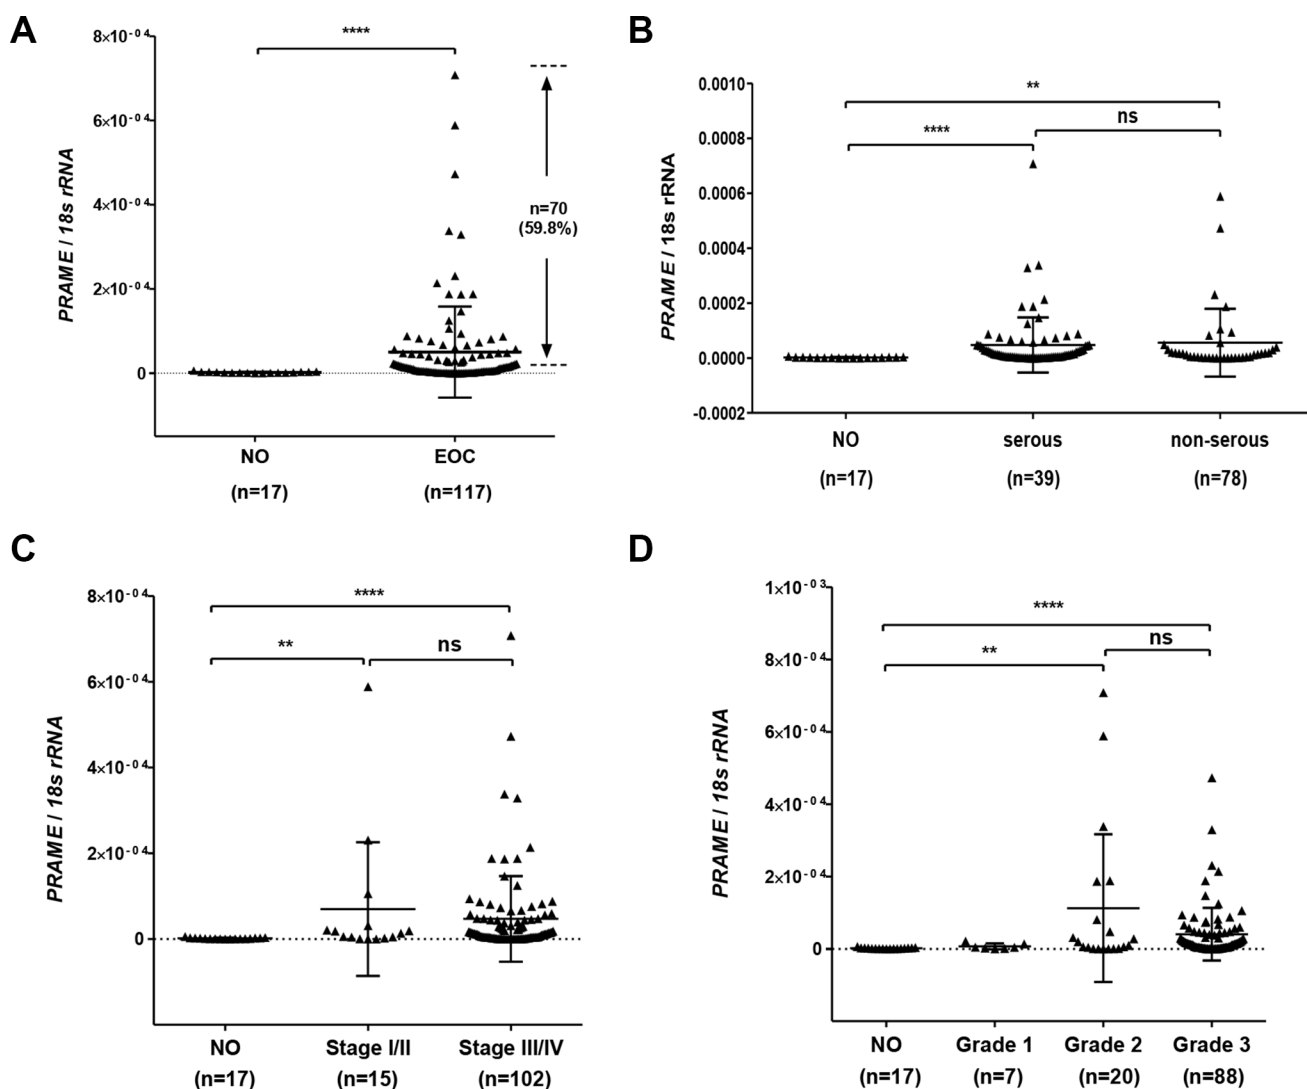 A
8×10⁻⁰⁴
6×10⁻⁰⁴
4×10⁻⁰⁴
2×10⁻⁰⁴
0
PRAME / 18s rRNA
****
n=70
(59.8%)
NO
EOC
(n=17)
(n=117)
B
0.0010
0.0008
0.0006
0.0004
0.0002
0.0000
-0.0002
PRAME / 18s rRNA
**
ns
****
NO
serous
non-serous
(n=17)
(n=39)
(n=78)
C
8×10⁻⁰⁴
6×10⁻⁰⁴
4×10⁻⁰⁴
2×10⁻⁰⁴
0
PRAME / 18s rRNA
****
**
ns
NO
Stage I/II
Stage III/IV
(n=17)
(n=15)
(n=102)
D
1×10⁻⁰³
8×10⁻⁰⁴
6×10⁻⁰⁴
4×10⁻⁰⁴
2×10⁻⁰⁴
0
PRAME / 18s rRNA
****
ns
**
NO
Grade 1
Grade 2
Grade 3
(n=17)
(n=7)
(n=20)
(n=88)